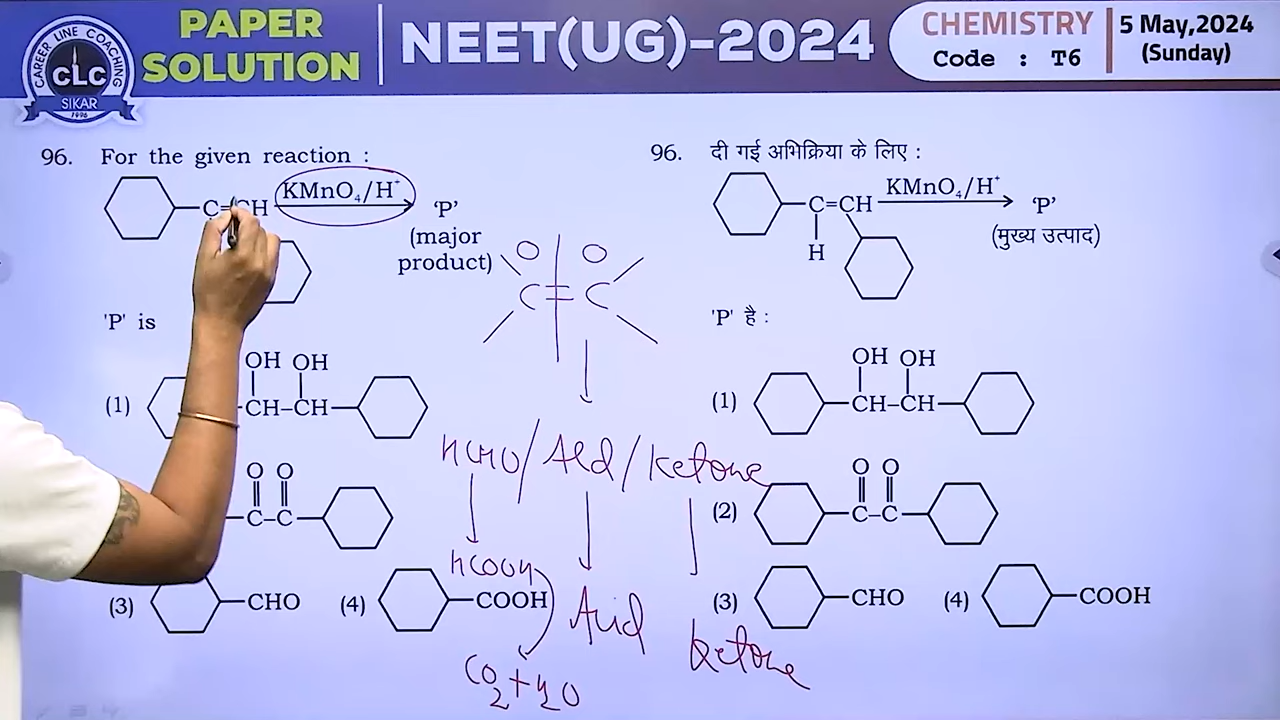 CAREER LINE COACHING
CLC
SIKAR
1996
PAPER
SOLUTION
NEET(UG)-2024
CHEMISTRY
Code : T6
5 May,2024
(Sunday)
96. For the given reaction :
KMnO₄/H⁺
C=CH
'P'
(major
product)
'P' is
(1)
OH OH
CH–CH
O O
C–C
(3)
CHO
(4)
COOH
96. दी गई अभिक्रिया के लिए :
C=CH
H
KMnO₄/H⁺
'P'
(मुख्य उत्पाद)
'P' है :
(1)
OH OH
CH–CH
(2)
O O
C–C
(3)
CHO
(4)
COOH
O O
C=C
HCHO/Ald/Ketone
HCOOH
Acid
Ketone
CO₂+H₂O